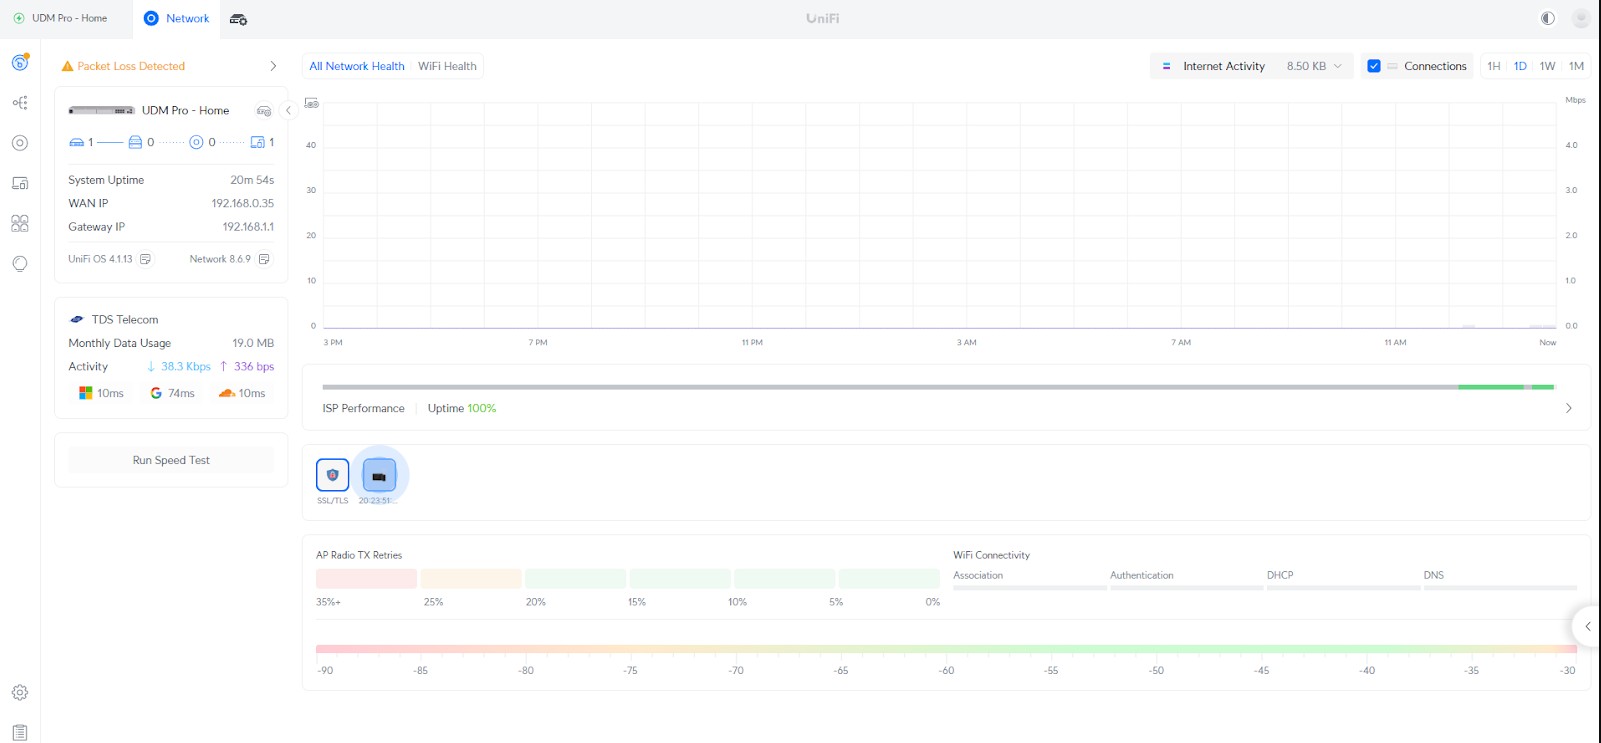 UDM Pro - Home
Network
UniFi
Packet Loss Detected
All Network Health
WiFi Health
Internet Activity 8.50 KB
Connections
1H 1D 1W 1M
UDM Pro - Home
1 0 0 1
System Uptime 20m 54s
WAN IP 192.168.0.35
Gateway IP 192.168.1.1
UniFi OS 4.1.13 Network 8.6.9
TDS Telecom
Monthly Data Usage 19.0 MB
Activity ↓ 38.3 Kbps ↑ 336 bps
10ms 74ms 10ms
Run Speed Test
Mbps
40 4.0
30 3.0
20 2.0
10 1.0
0 0.0
3 PM 7 PM 11 PM 3 AM 7 AM 11 AM Now
ISP Performance Uptime 100%
SSL/TLS 20:23:51:...
AP Radio TX Retries
35%+ 25% 20% 15% 10% 5% 0%
WiFi Connectivity
Association Authentication DHCP DNS
-90 -85 -80 -75 -70 -65 -60 -55 -50 -45 -40 -35 -30